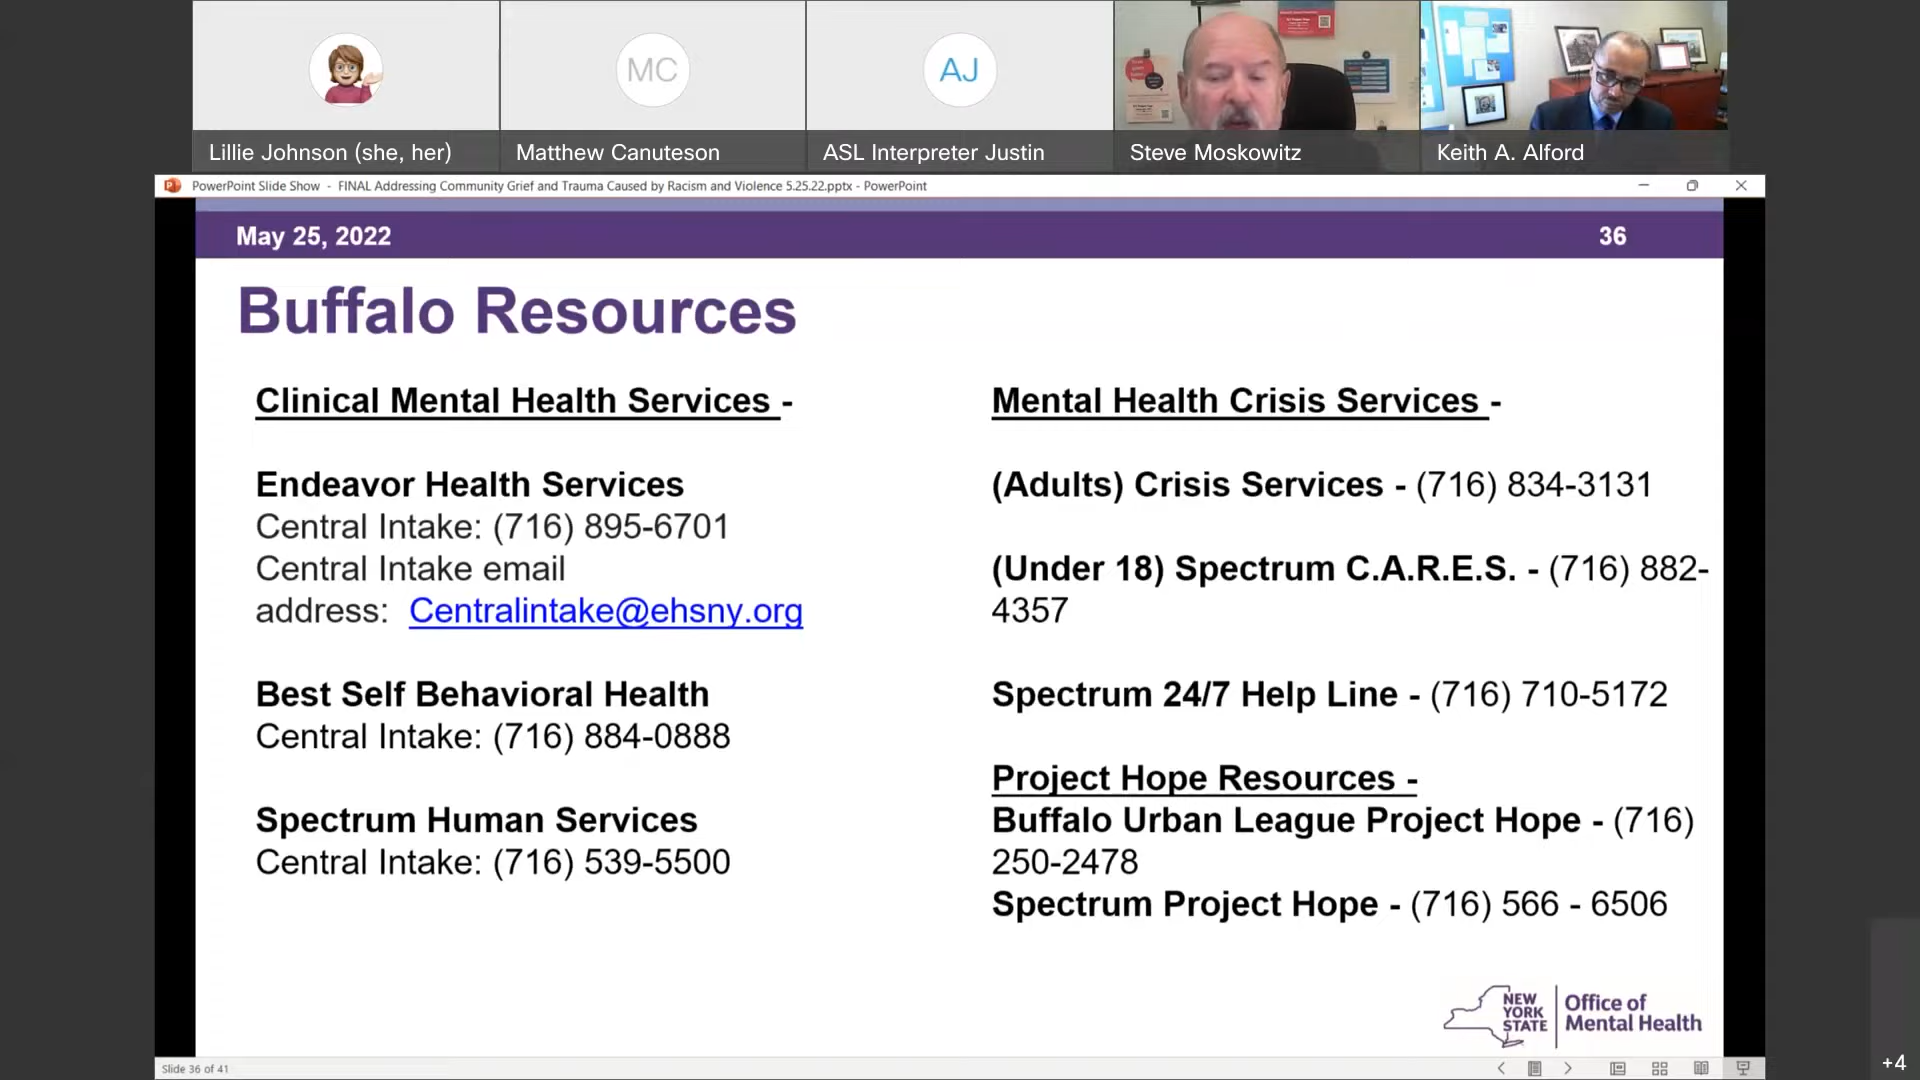 MC
AJ
Lillie Johnson (she, her)
Matthew Canuteson
ASL Interpreter Justin
Steve Moskowitz
Keith A. Alford
PowerPoint Slide Show - FINAL Addressing Community Grief and Trauma Caused by Racism and Violence 5.25.22.pptx - PowerPoint
May 25, 2022
36
Buffalo Resources
Clinical Mental Health Services -
Endeavor Health Services
Central Intake: (716) 895-6701
Central Intake email
address: Centralintake@ehsny.org
Best Self Behavioral Health
Central Intake: (716) 884-0888
Spectrum Human Services
Central Intake: (716) 539-5500
Mental Health Crisis Services -
(Adults) Crisis Services - (716) 834-3131
(Under 18) Spectrum C.A.R.E.S. - (716) 882-
4357
Spectrum 24/7 Help Line - (716) 710-5172
Project Hope Resources -
Buffalo Urban League Project Hope - (716)
250-2478
Spectrum Project Hope - (716) 566 - 6506
NEW
YORK
STATE
Office of
Mental Health
Slide 36 of 41
+4